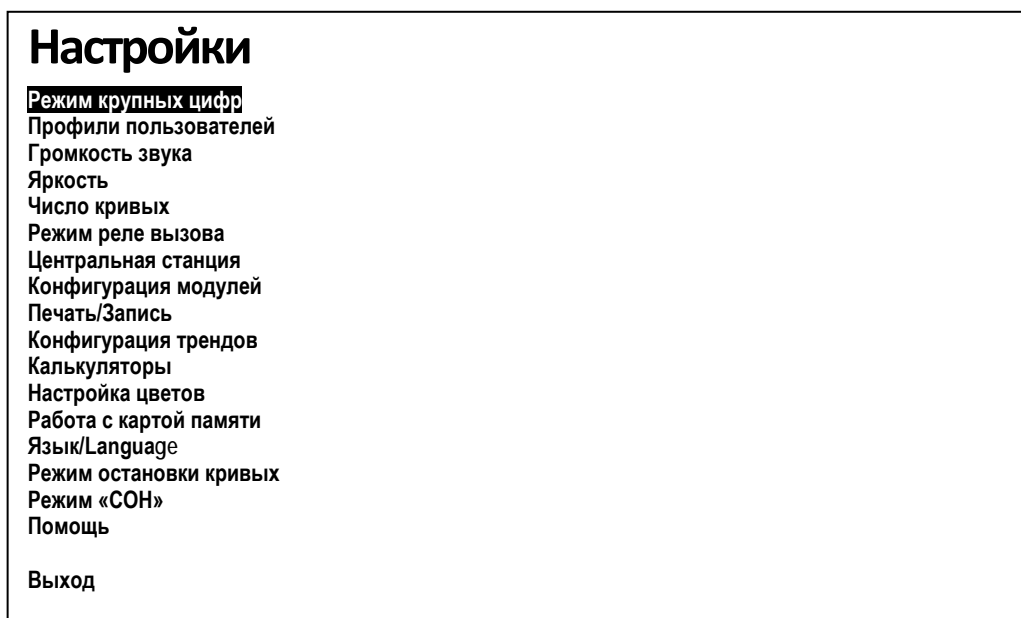 Настройки
Режим крупных цифр
Профили пользователей
Громкость звука
Яркость
Число кривых
Режим реле вызова
Центральная станция
Конфигурация модулей
Печать/Запись
Конфигурация трендов
Калькуляторы
Настройка цветов
Работа с картой памяти
Язык/Language
Режим остановки кривых
Режим «СОН»
Помощь
Выход